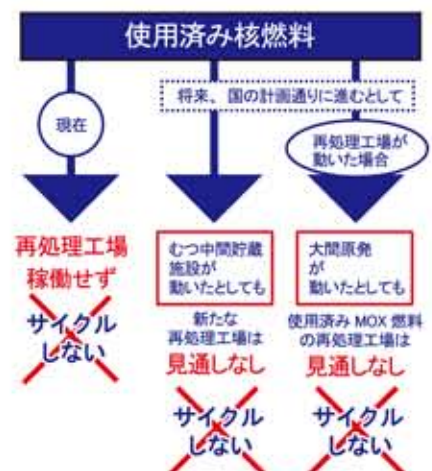 使用済み核燃料
将来、国の計画通りに進むとして
現在
再処理工場が
動いた場合
再処理工場
稼働せず
サイクル
しない
むつ中間貯蔵
施設が
動いたとしても
新たな
再処理工場は
見通しなし
サイクル
しない
大間原発
が
動いたとしても
使用済み MOX 燃料
の再処理工場は
見通しなし
サイクル
しない